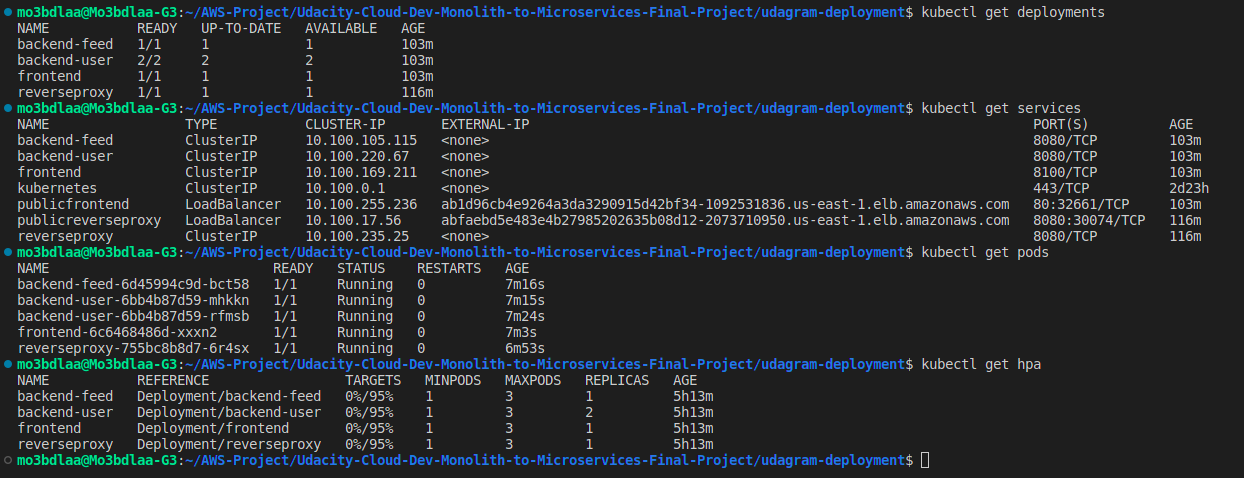 mo3bdlaa@Mo3bdlaa-G3:~/AWS-Project/Udacity-Cloud-Dev-Monolith-to-Microservices-Final-Project/udagram-deployment$ kubectl get deployments
NAME READY UP-TO-DATE AVAILABLE AGE
backend-feed 1/1 1 1 103m
backend-user 2/2 2 2 103m
frontend 1/1 1 1 103m
reverseproxy 1/1 1 1 116m
mo3bdlaa@Mo3bdlaa-G3:~/AWS-Project/Udacity-Cloud-Dev-Monolith-to-Microservices-Final-Project/udagram-deployment$ kubectl get services
NAME TYPE CLUSTER-IP EXTERNAL-IP PORT(S) AGE
backend-feed ClusterIP 10.100.105.115 <none> 8080/TCP 103m
backend-user ClusterIP 10.100.220.67 <none> 8080/TCP 103m
frontend ClusterIP 10.100.169.211 <none> 8100/TCP 103m
kubernetes ClusterIP 10.100.0.1 <none> 443/TCP 2d23h
publicfrontend LoadBalancer 10.100.255.236 ab1d96cb4e9264a3da3290915d42bf34-1092531836.us-east-1.elb.amazonaws.com 80:32661/TCP 103m
publicreverseproxy LoadBalancer 10.100.17.56 abfaebd5e483e4b27985202635b08d12-2073710950.us-east-1.elb.amazonaws.com 8080:30074/TCP 116m
reverseproxy ClusterIP 10.100.235.25 <none> 8080/TCP 116m
mo3bdlaa@Mo3bdlaa-G3:~/AWS-Project/Udacity-Cloud-Dev-Monolith-to-Microservices-Final-Project/udagram-deployment$ kubectl get pods
NAME READY STATUS RESTARTS AGE
backend-feed-6d45994c9d-bct58 1/1 Running 0 7m16s
backend-user-6bb4b87d59-mhkkn 1/1 Running 0 7m15s
backend-user-6bb4b87d59-rfmsb 1/1 Running 0 7m24s
frontend-6c6468486d-xxxn2 1/1 Running 0 7m3s
reverseproxy-755bc8b8d7-6r4sx 1/1 Running 0 6m53s
mo3bdlaa@Mo3bdlaa-G3:~/AWS-Project/Udacity-Cloud-Dev-Monolith-to-Microservices-Final-Project/udagram-deployment$ kubectl get hpa
NAME REFERENCE TARGETS MINPODS MAXPODS REPLICAS AGE
backend-feed Deployment/backend-feed 0%/95% 1 3 1 5h13m
backend-user Deployment/backend-user 0%/95% 1 3 2 5h13m
frontend Deployment/frontend 0%/95% 1 3 1 5h13m
reverseproxy Deployment/reverseproxy 0%/95% 1 3 1 5h13m
mo3bdlaa@Mo3bdlaa-G3:~/AWS-Project/Udacity-Cloud-Dev-Monolith-to-Microservices-Final-Project/udagram-deployment$